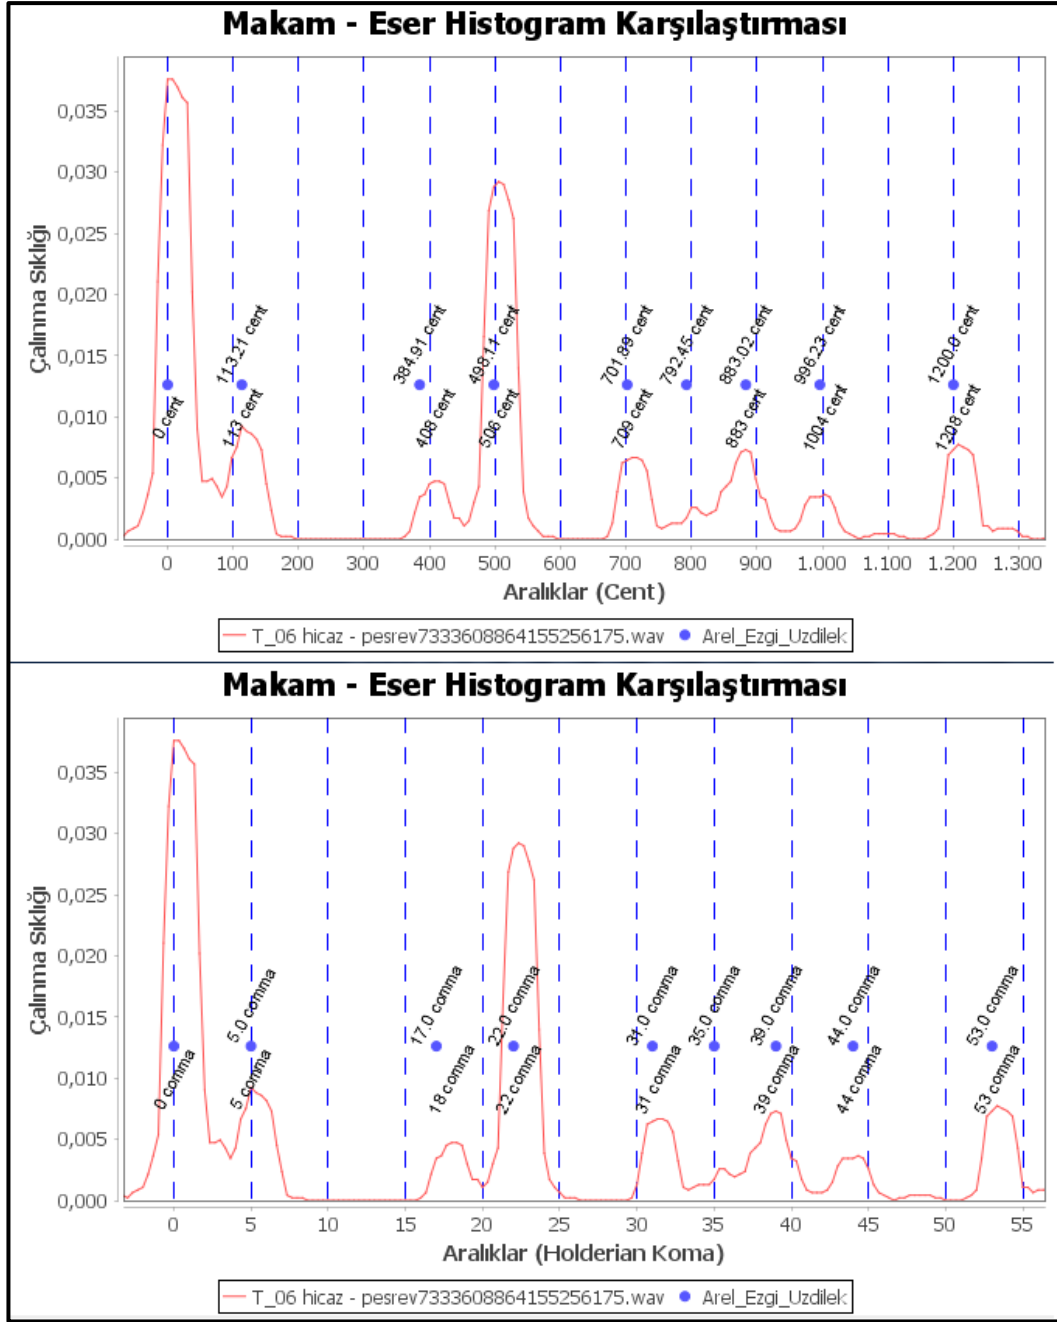 Makam - Eser Histogram Karşılaştırması
Çalınma Sıklığı
0,035
0,030
0,025
0,020
0,015
0,010
0,005
0,000
0 cent
113.21 cent
113 cent
384.91 cent
408 cent
498.11 cent
506 cent
701.89 cent
709 cent
792.45 cent
883.02 cent
883 cent
996.23 cent
1004 cent
1200.0 cent
1208 cent
0 100 200 300 400 500 600 700 800 900 1.000 1.100 1.200 1.300
Aralıklar (Cent)
T_06 hicaz - pesrev7333608864155256175.wav Arel_Ezgi_Uzdilek
Makam - Eser Histogram Karşılaştırması
Çalınma Sıklığı
0,035
0,030
0,025
0,020
0,015
0,010
0,005
0,000
0 comma
5.0 comma
5 comma
17.0 comma
18 comma
22.0 comma
22 comma
31.0 comma
31 comma
35.0 comma
39.0 comma
39 comma
44.0 comma
44 comma
53.0 comma
53 comma
0 5 10 15 20 25 30 35 40 45 50 55
Aralıklar (Holderian Koma)
T_06 hicaz - pesrev7333608864155256175.wav Arel_Ezgi_Uzdilek